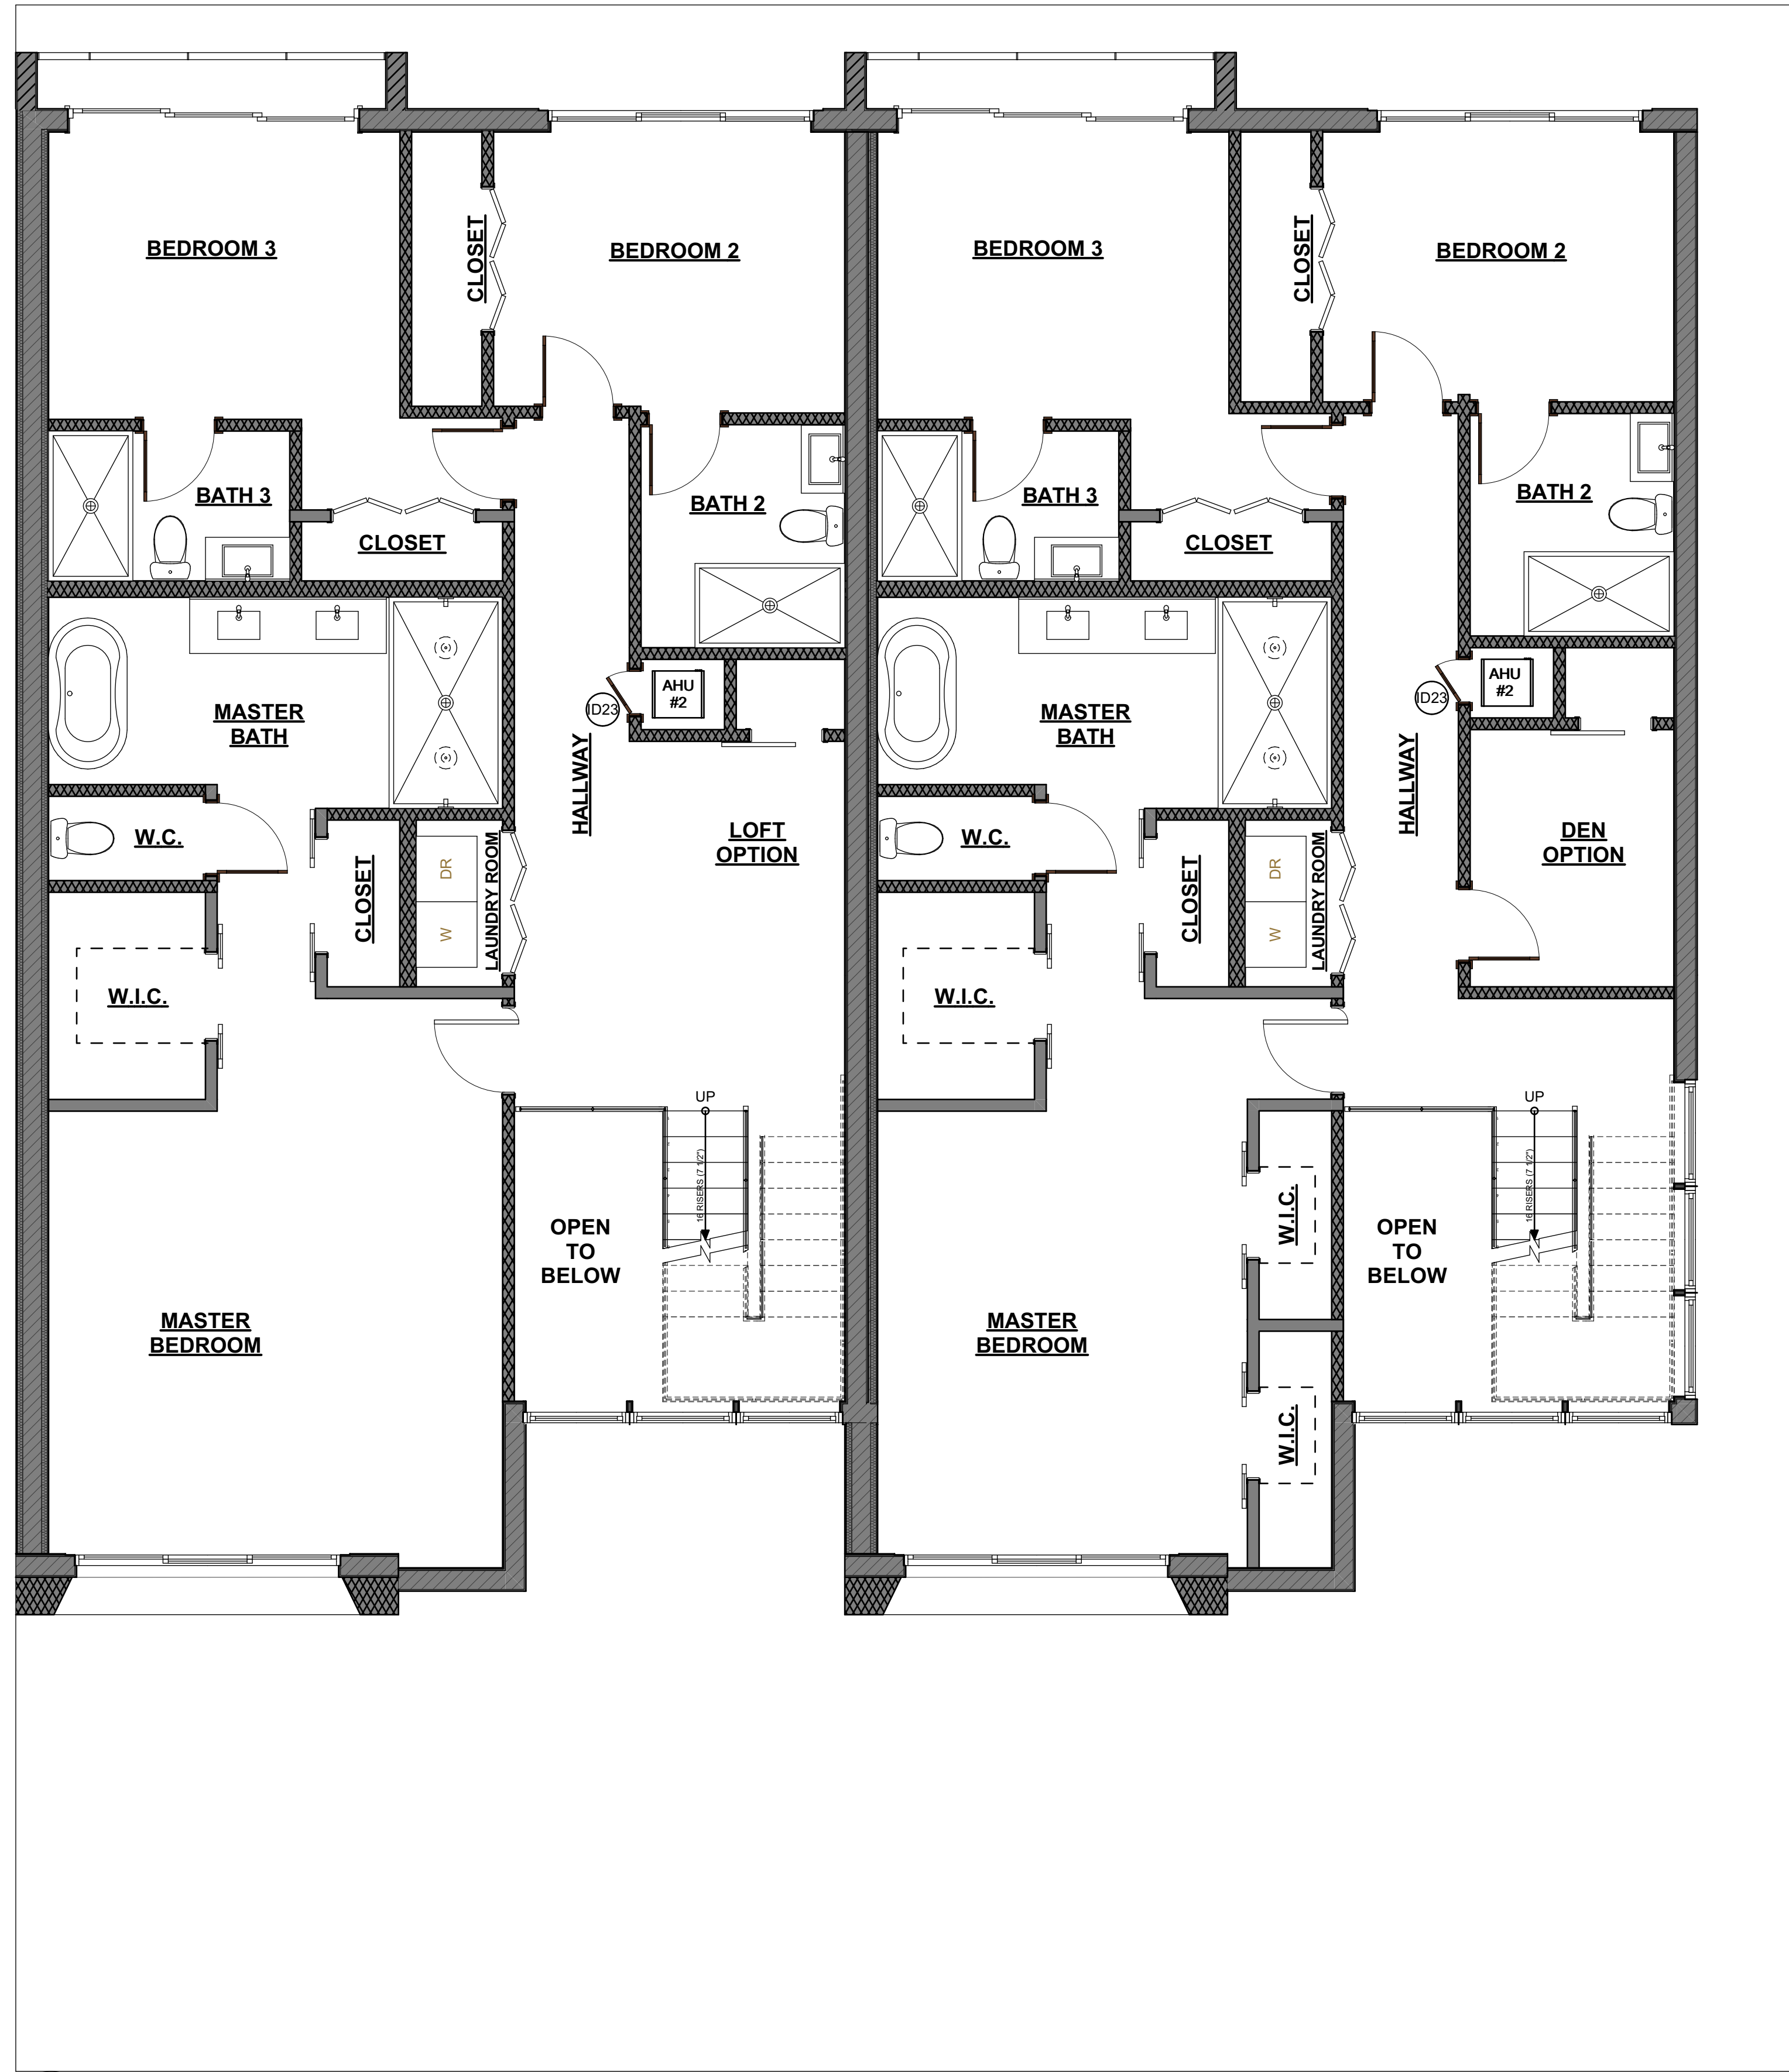 BEDROOM 3
CLOSET
BEDROOM 2
BEDROOM 3
CLOSET
BEDROOM 2
BATH 3
BATH 2
CLOSET
BATH 3
BATH 2
CLOSET
MASTER
BATH
AHU
#2
ID23
HALLWAY
MASTER
BATH
AHU
#2
ID23
HALLWAY
W.C.
CLOSET
DR
W
LAUNDRY ROOM
LOFT
OPTION
W.C.
CLOSET
DR
W
LAUNDRY ROOM
DEN
OPTION
W.I.C.
W.I.C.
UP
16 RISERS (7 1/2")
UP
16 RISERS (7 1/2")
OPEN
TO
BELOW
W.I.C.
OPEN
TO
BELOW
MASTER
BEDROOM
MASTER
BEDROOM
W.I.C.